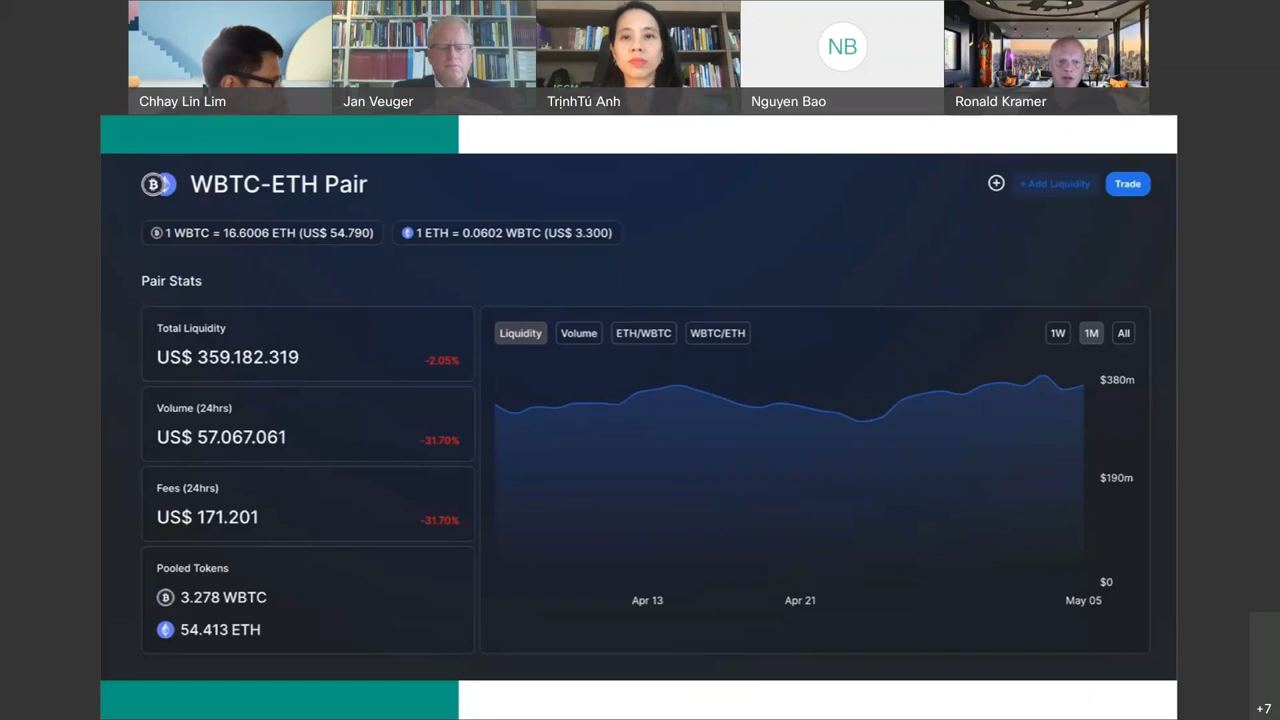 Chhay Lin Lim
Jan Veuger
TrịnhTú Anh
NB
Nguyen Bao
Ronald Kramer
WBTC-ETH Pair
+ Add Liquidity
Trade
1 WBTC = 16.6006 ETH (US$ 54.790)
1 ETH = 0.0602 WBTC (US$ 3.300)
Pair Stats
Total Liquidity
US$ 359.182.319
-2.05%
Volume (24hrs)
US$ 57.067.061
-31.70%
Fees (24hrs)
US$ 171.201
-31.70%
Pooled Tokens
3.278 WBTC
54.413 ETH
Liquidity
Volume
ETH/WBTC
WBTC/ETH
1W
1M
All
$380m
$190m
$0
Apr 13
Apr 21
May 05
+7